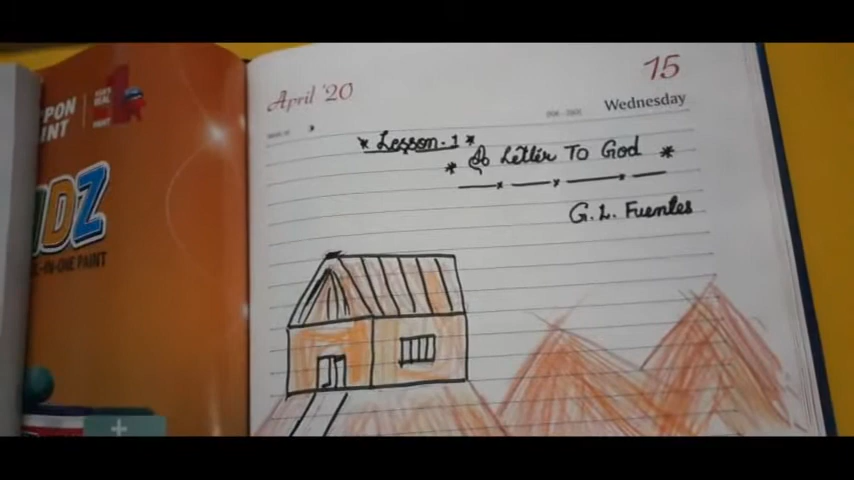 PON
INT
DZ
-IN-ONE PAINT
April '20
15
Wednesday
* Lesson-1 *
* A Letter To God *
G.L. Fuentes